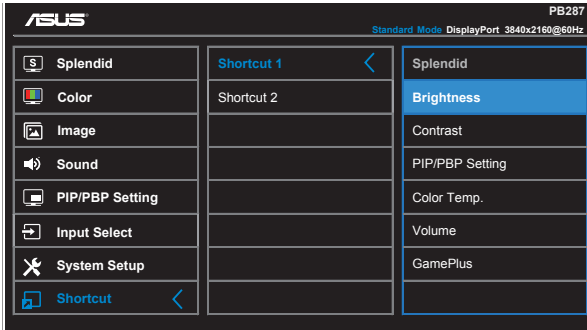 ASUS
PB287
Standard Mode DisplayPort 3840x2160@60Hz
S Splendid
Color
Image
Sound
PIP/PBP Setting
Input Select
System Setup
Shortcut
Shortcut 1
Shortcut 2
Splendid
Brightness
Contrast
PIP/PBP Setting
Color Temp.
Volume
GamePlus